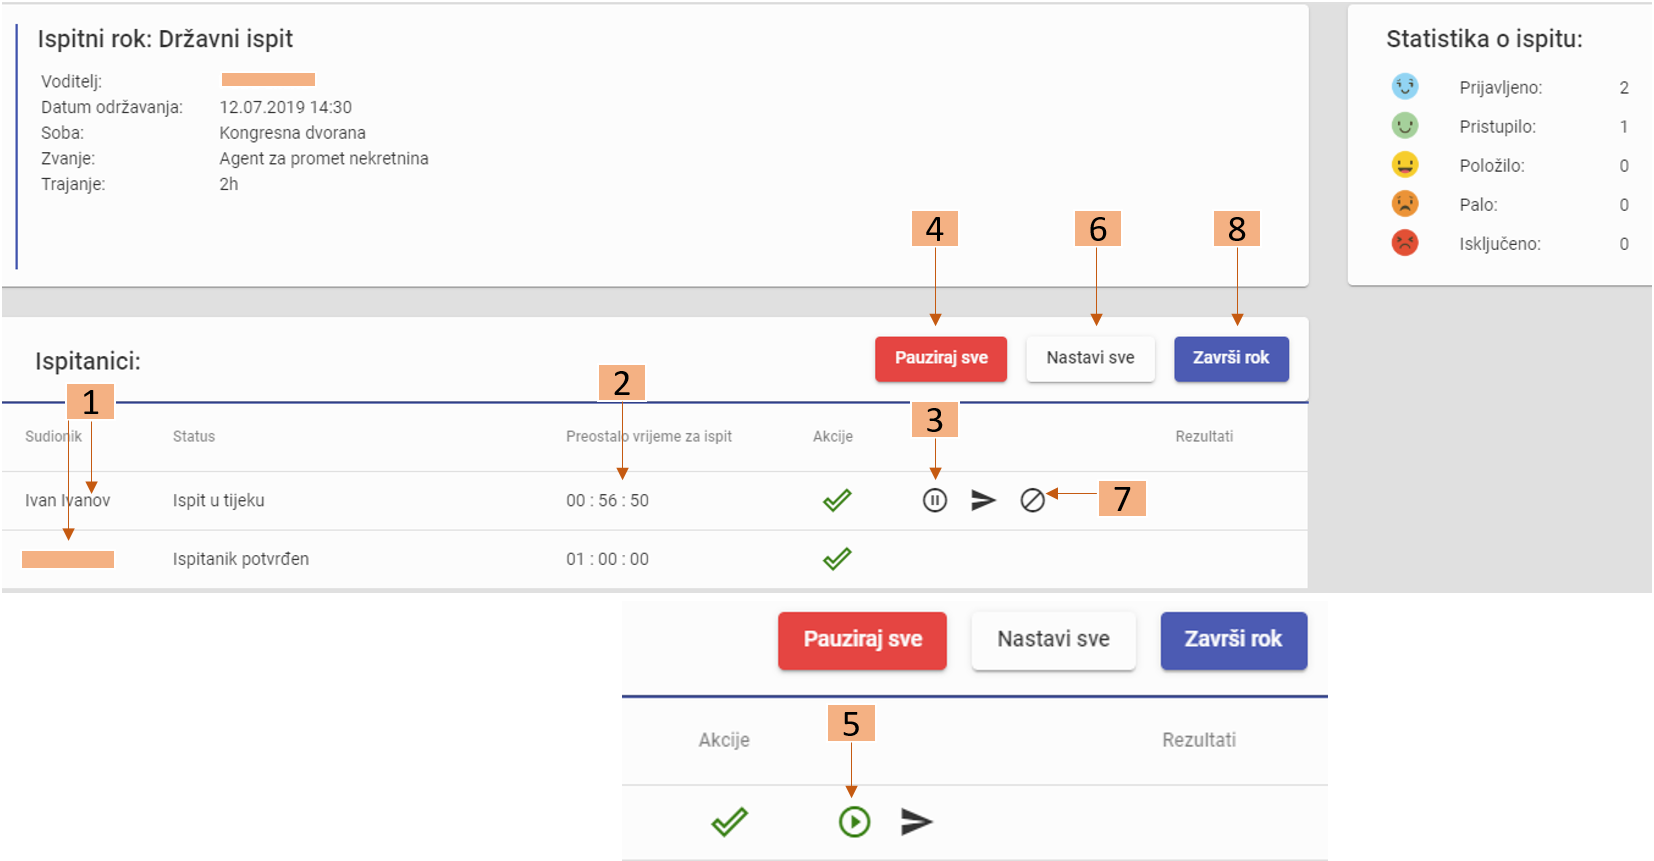 Ispitni rok: Državni ispit
Voditelj:
Datum održavanja: 12.07.2019 14:30
Soba: Kongresna dvorana
Zvanje: Agent za promet nekretnina
Trajanje: 2h
Statistika o ispitu:
Prijavljeno: 2
Pristupilo: 1
Položilo: 0
Palo: 0
Isključeno: 0
4 6 8
Ispitanici:
Pauziraj sve Nastavi sve Završi rok
1 2 3
Sudionik Status Preostalo vrijeme za ispit Akcije Rezultati
Ivan Ivanov Ispit u tijeku 00 : 56 : 50 7
Ispitanik potvrđen 01 : 00 : 00
Pauziraj sve Nastavi sve Završi rok
5
Akcije Rezultati